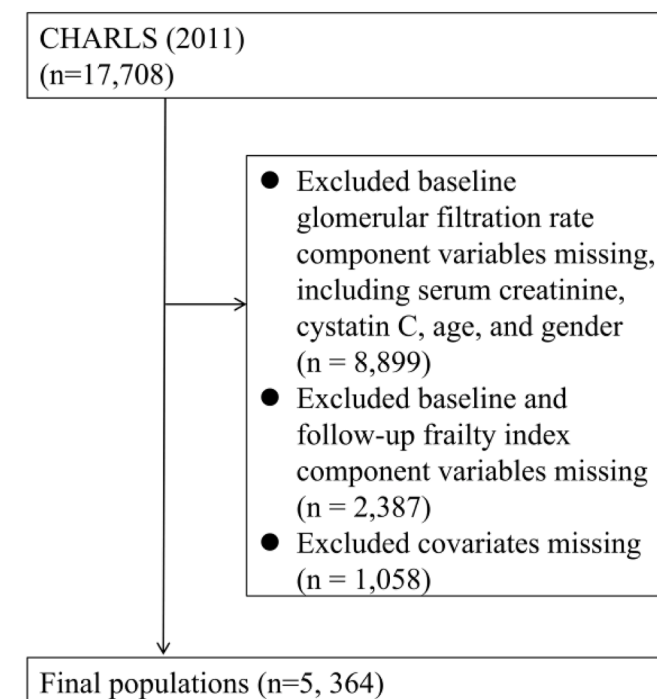 CHARLS (2011)
(n=17,708)
● Excluded baseline
glomerular filtration rate
component variables missing,
including serum creatinine,
cystatin C, age, and gender
(n = 8,899)
● Excluded baseline and
follow-up frailty index
component variables missing
(n = 2,387)
● Excluded covariates missing
(n = 1,058)
Final populations (n=5, 364)